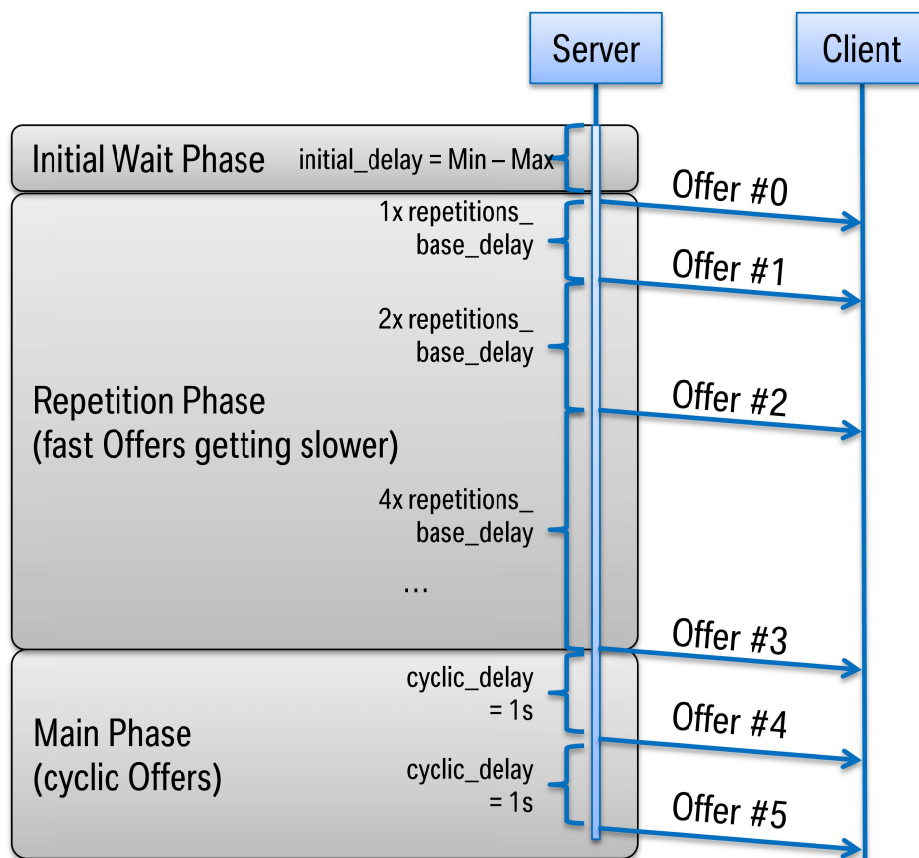 Server
Client
Initial Wait Phase
initial_delay = Min – Max
Offer #0
1x repetitions_
base_delay
Offer #1
2x repetitions_
base_delay
Repetition Phase
(fast Offers getting slower)
Offer #2
4x repetitions_
base_delay
...
Offer #3
cyclic_delay
= 1s
Main Phase
(cyclic Offers)
Offer #4
cyclic_delay
= 1s
Offer #5